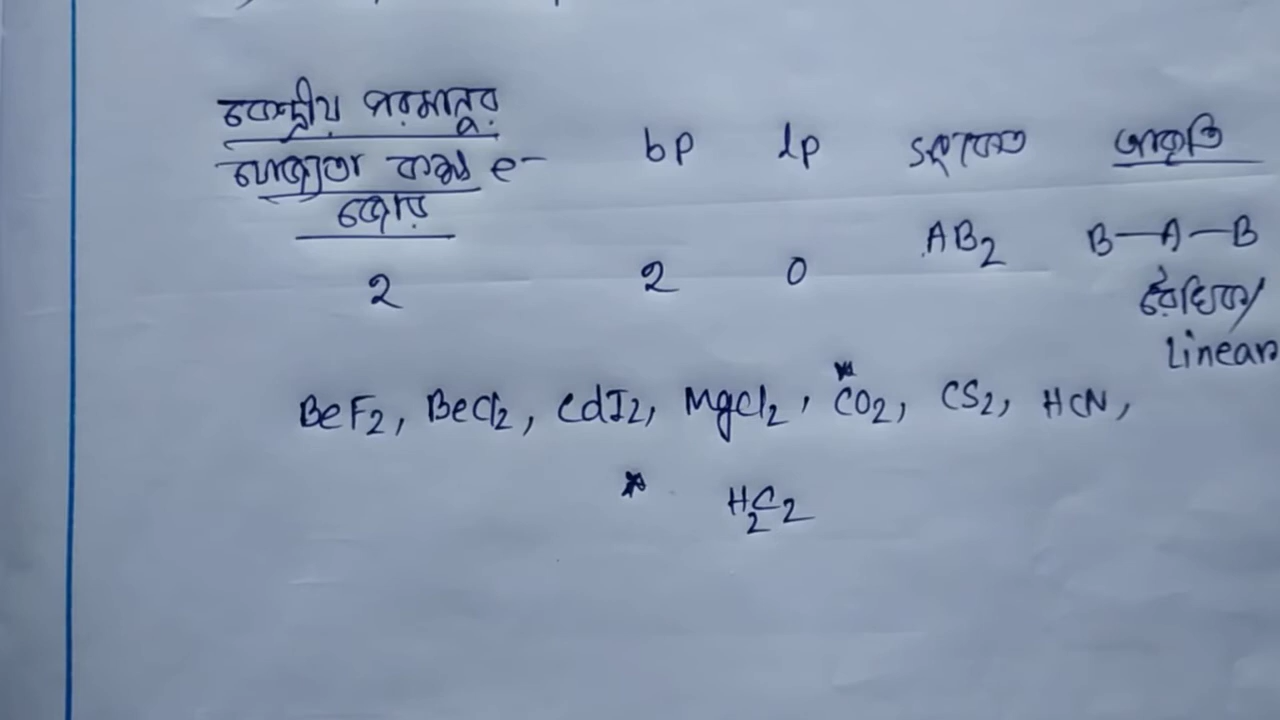 কেন্দ্রীয় পরমানুর
যোজ্যতা কক্ষে e-
জোর
bp lp সংকেত আকৃতি
2 2 0 AB2 B-A-B
রৈখিক/
Linear
BeF2, BeCl2, CdI2, MgCl2, CO2, CS2, HCN,
* H2C2